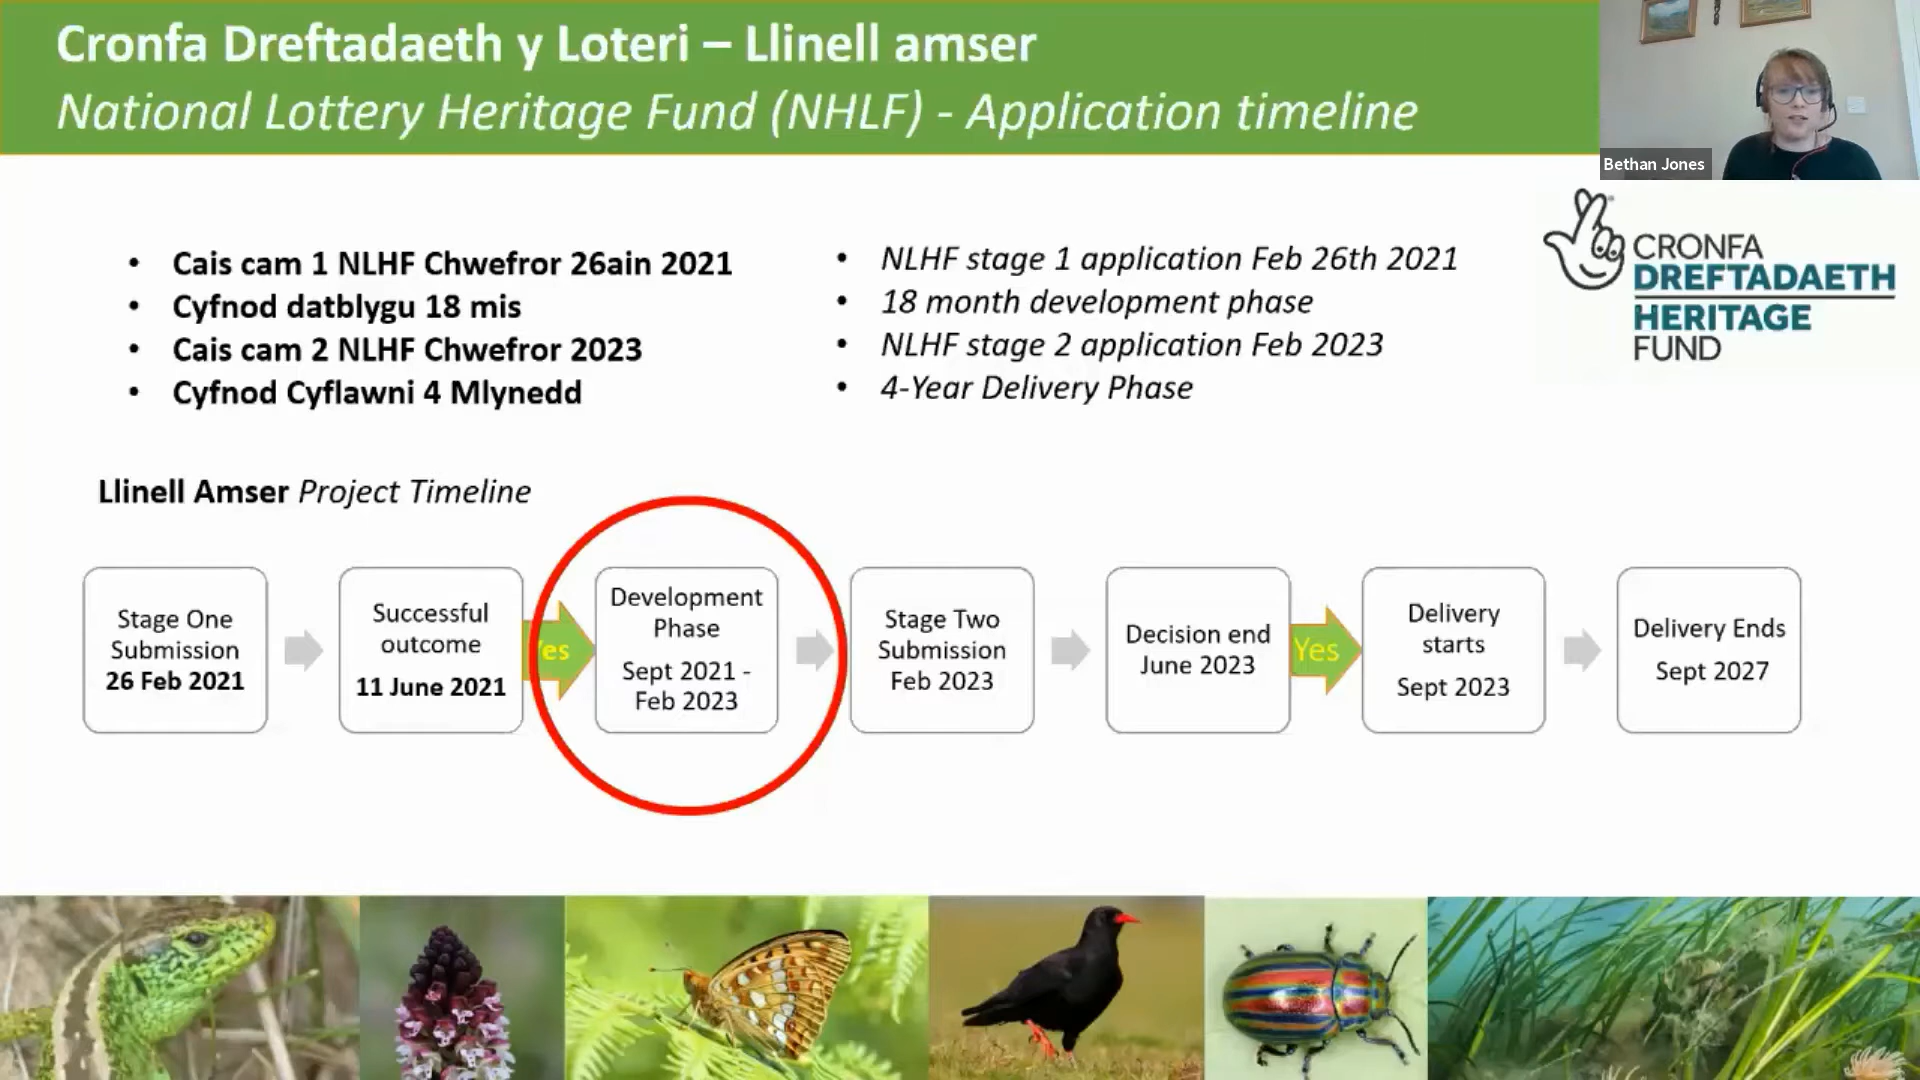 Cronfa Dreftadaeth y Loteri – Llinell amser
National Lottery Heritage Fund (NHLF) - Application timeline
Bethan Jones
• Cais cam 1 NLHF Chwefror 26ain 2021
• Cyfnod datblygu 18 mis
• Cais cam 2 NLHF Chwefror 2023
• Cyfnod Cyflawni 4 Mlynedd
• NLHF stage 1 application Feb 26th 2021
• 18 month development phase
• NLHF stage 2 application Feb 2023
• 4-Year Delivery Phase
CRONFA
DREFTADAETH
HERITAGE
FUND
Llinell Amser Project Timeline
Stage One
Submission
26 Feb 2021
Successful
outcome
11 June 2021
Yes
Development
Phase
Sept 2021 -
Feb 2023
Stage Two
Submission
Feb 2023
Decision end
June 2023
Yes
Delivery
starts
Sept 2023
Delivery Ends
Sept 2027